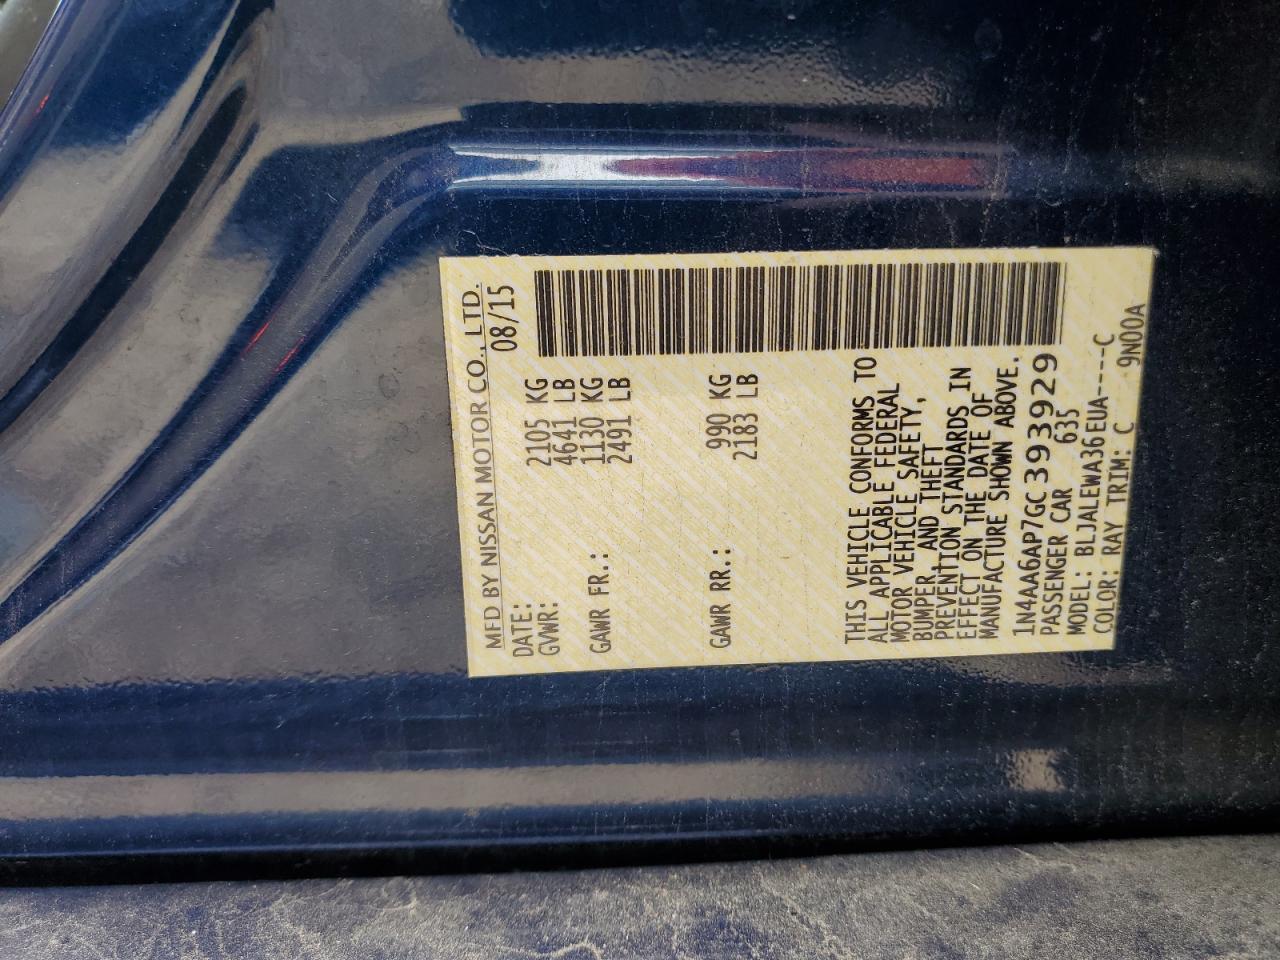 MFD BY NISSAN MOTOR CO., LTD.
DATE: 08/15
GVWR: 2105 KG
4641 LB
GAWR FR.: 1130 KG
2491 LB
GAWR RR.: 990 KG
2183 LB
THIS VEHICLE CONFORMS TO
ALL APPLICABLE FEDERAL
MOTOR VEHICLE SAFETY,
BUMPER, AND THEFT
PREVENTION STANDARDS IN
EFFECT ON THE DATE OF
MANUFACTURE SHOWN ABOVE.
1N4AA6AP7GC393929
PASSENGER CAR 635
MODEL: BLJALEWA36EUA----C
COLOR: RAY TRIM: C 9N00A